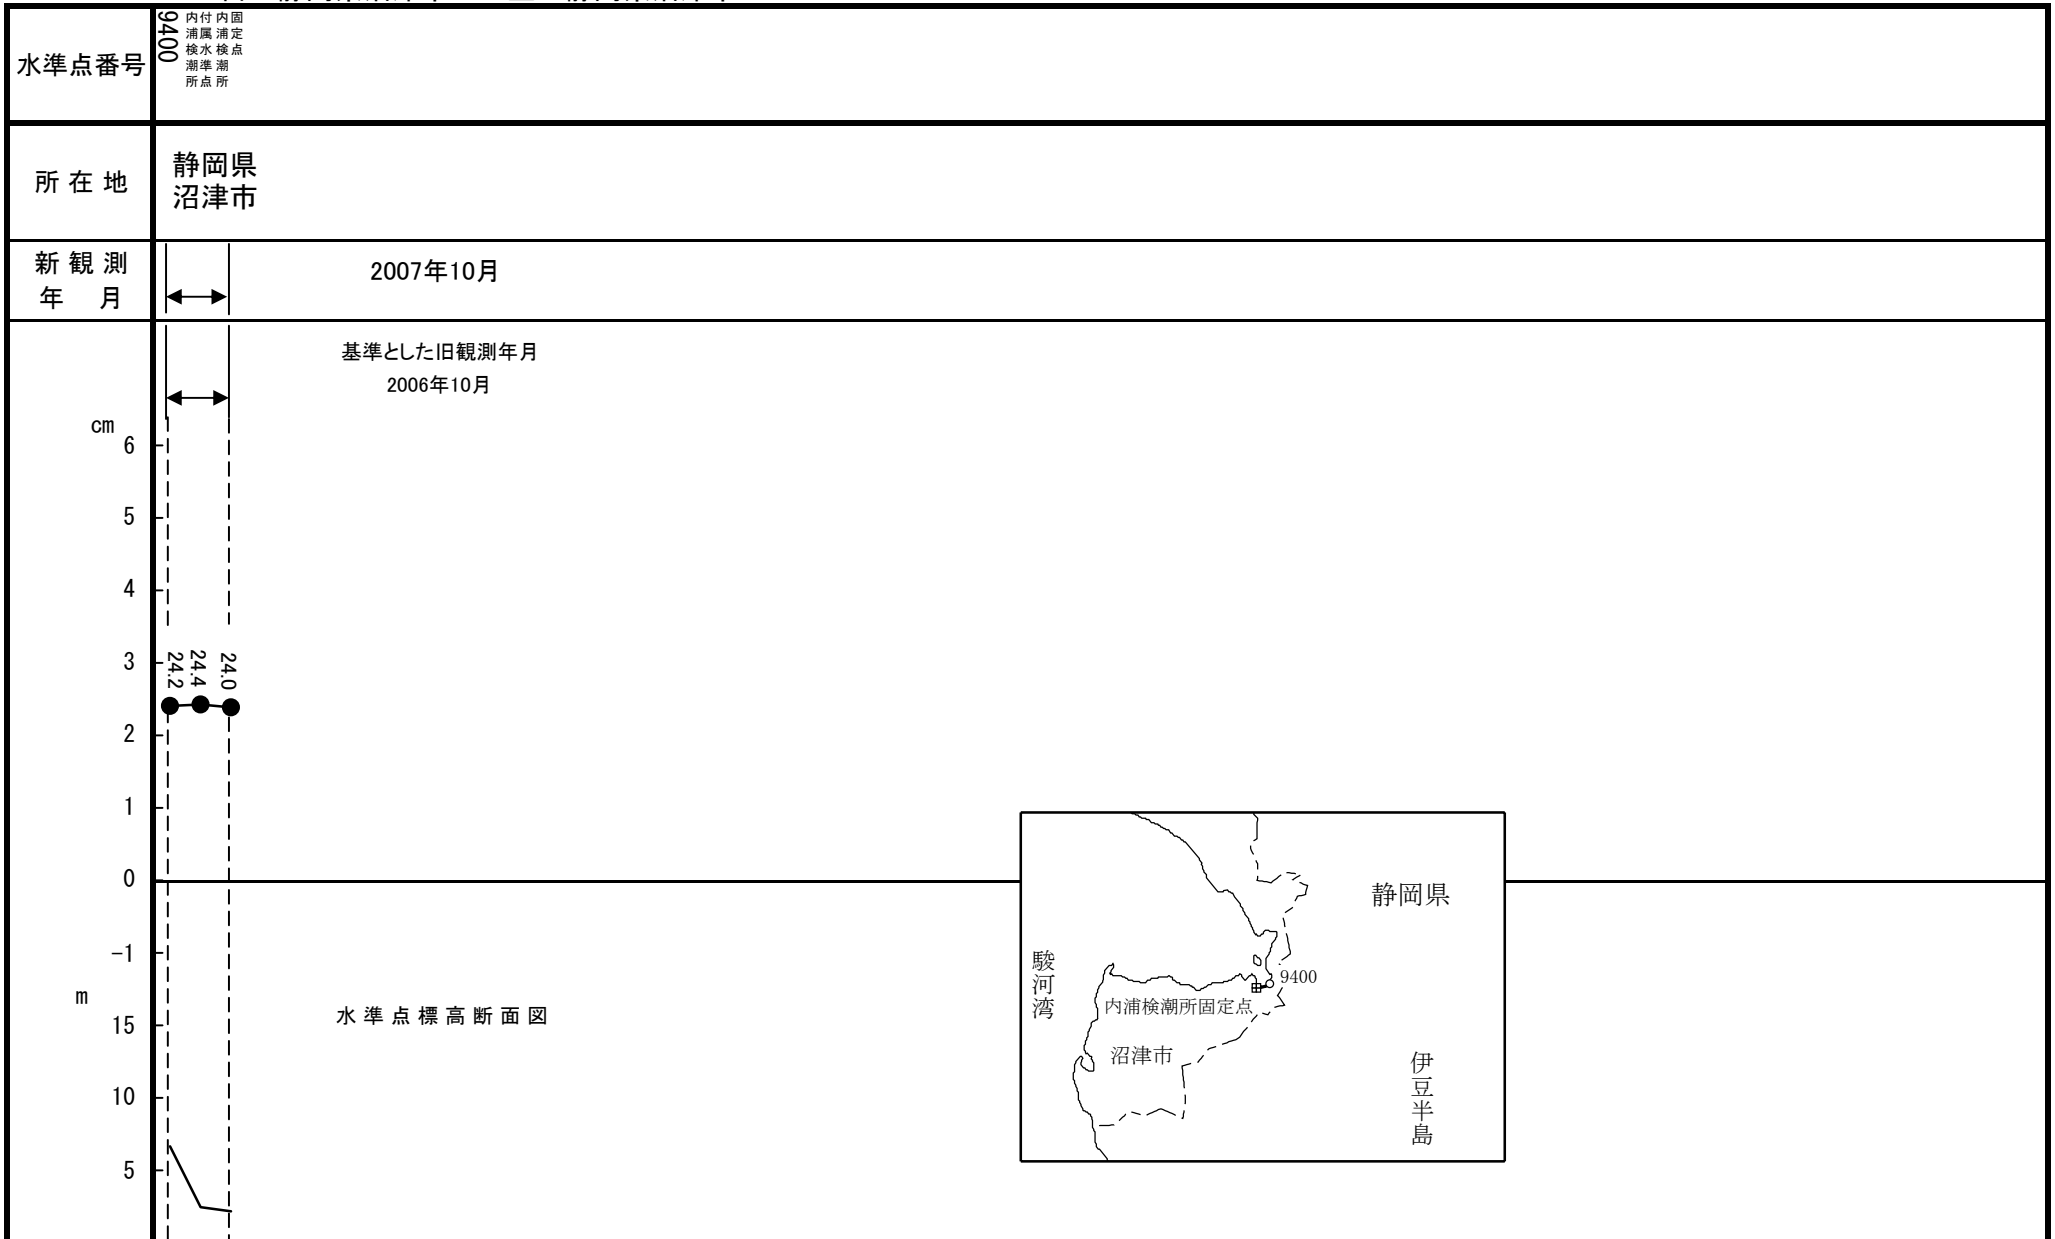 水準点番号
9400
内浦検潮所
付属水準点
内浦検潮所
固定点
所在地
静岡県
沼津市
新観測
年 月
2007年10月
基準とした旧観測年月
2006年10月
cm
6
5
4
3
24.2
24.4
24.0
2
1
0
-1
m
15
10
5
水準点標高断面図
静岡県
駿河湾
9400
内浦検潮所固定点
沼津市
伊豆半島